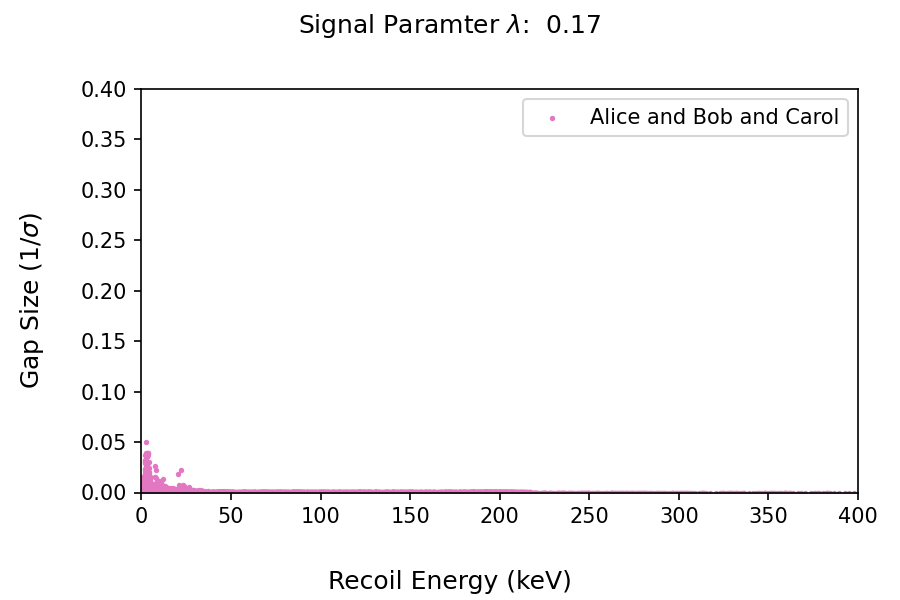 Signal Paramter λ: 0.17
Alice and Bob and Carol
Gap Size (1/σ)
0.40
0.35
0.30
0.25
0.20
0.15
0.10
0.05
0.00
0 50 100 150 200 250 300 350 400
Recoil Energy (keV)